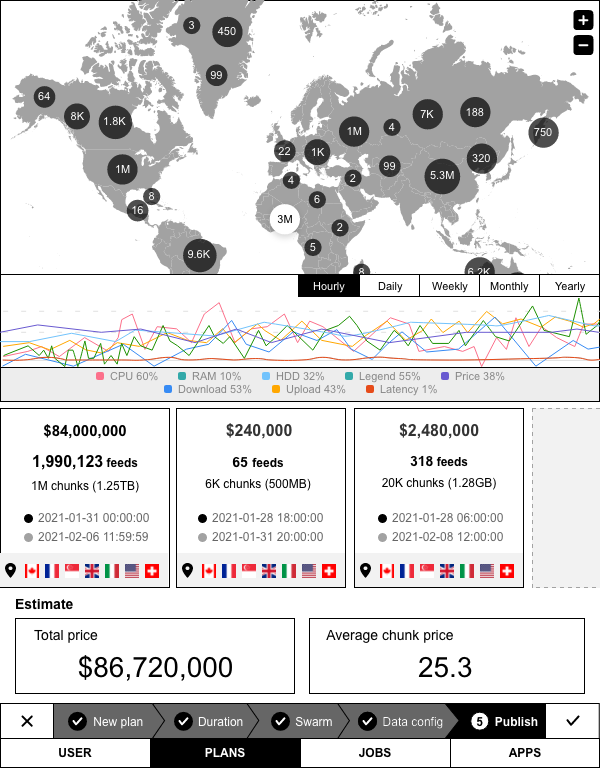 3
450
+
−
99
64
8K
1.8K
7K
188
1M
4
750
22
1K
320
1M
4
2
99
5.3M
8
6
16
3M
2
5
9.6K
8
6.2K
Hourly Daily Weekly Monthly Yearly
CPU 60% RAM 10% HDD 32% Legend 55% Price 38%
Download 53% Upload 43% Latency 1%
$84,000,000
1,990,123 feeds
1M chunks (1.25TB)
2021-01-31 00:00:00
2021-02-06 11:59:59
$240,000
65 feeds
6K chunks (500MB)
2021-01-28 18:00:00
2021-01-31 20:00:00
$2,480,000
318 feeds
20K chunks (1.28GB)
2021-01-28 06:00:00
2021-02-08 12:00:00
Estimate
Total price
$86,720,000
Average chunk price
25.3
New plan Duration Swarm Data config 5 Publish
USER PLANS JOBS APPS